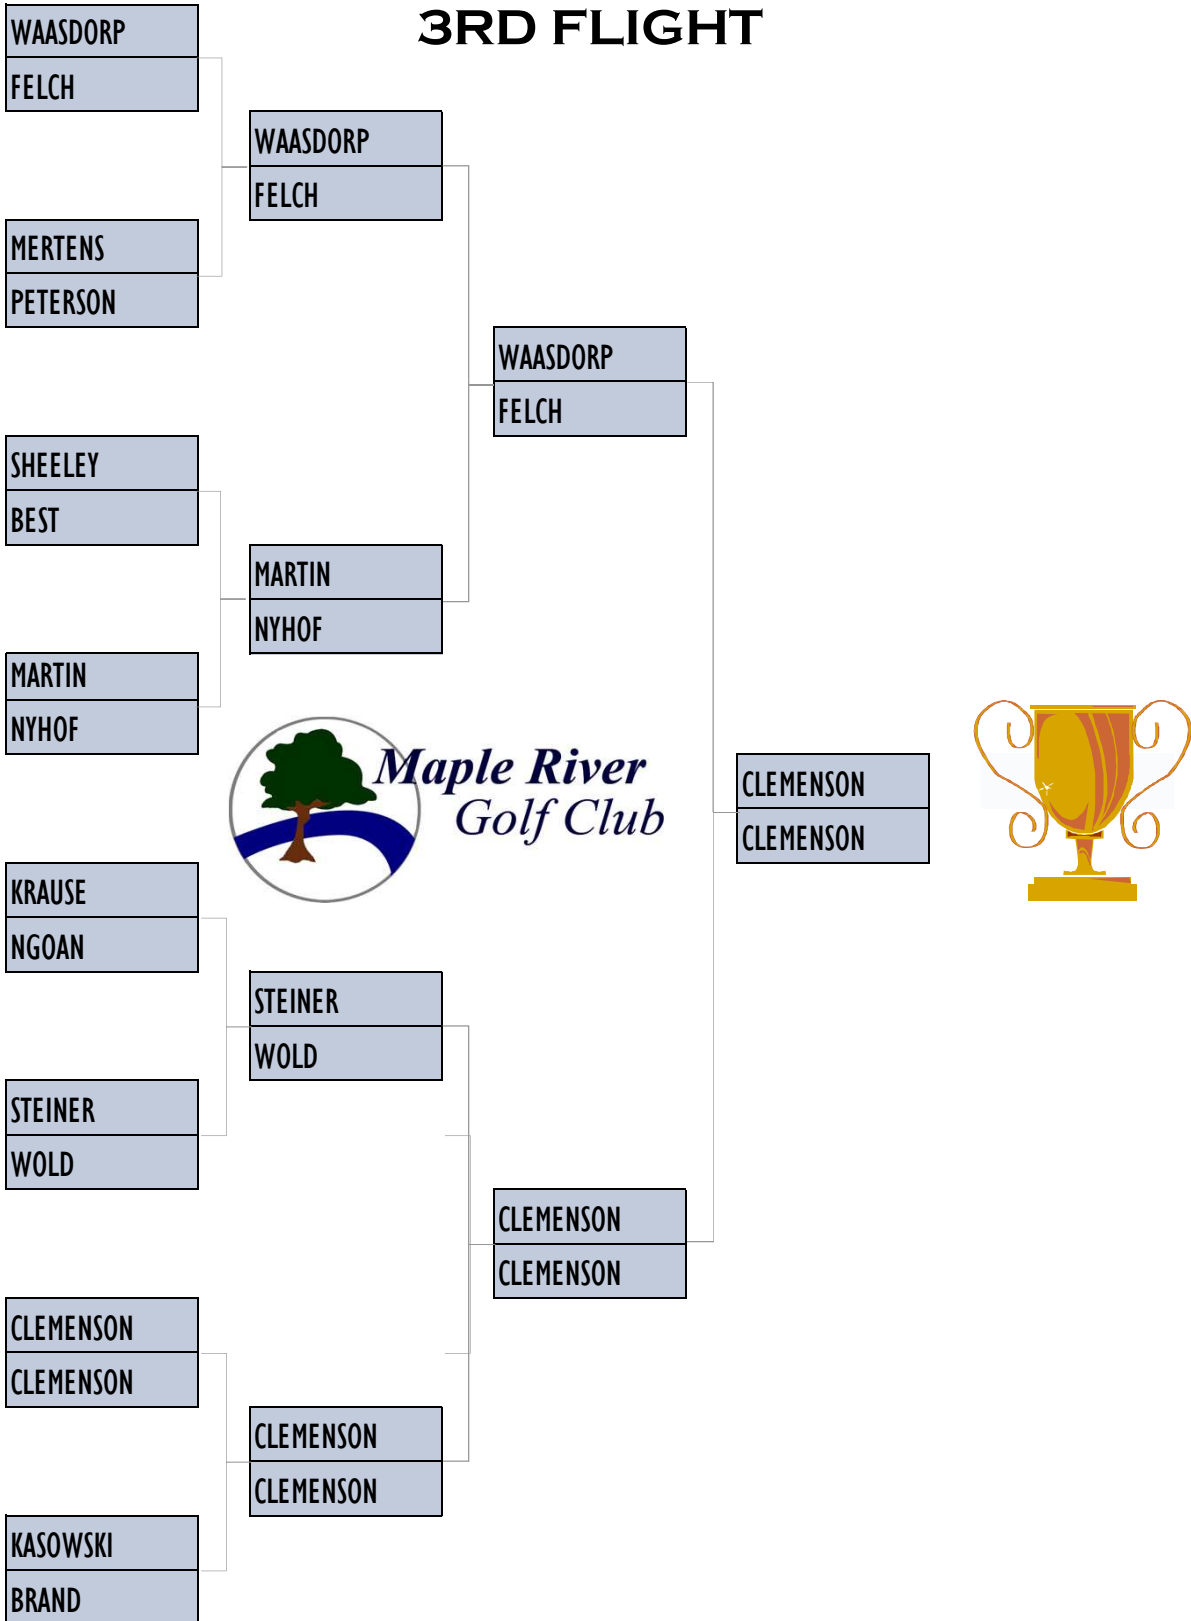 3RD FLIGHT
WAASDORP
FELCH
WAASDORP
FELCH
MERTENS
PETERSON
WAASDORP
FELCH
SHEELEY
BEST
MARTIN
NYHOF
MARTIN
NYHOF
Maple River
Golf Club
CLEMENSON
CLEMENSON
KRAUSE
NGOAN
STEINER
WOLD
STEINER
WOLD
CLEMENSON
CLEMENSON
CLEMENSON
CLEMENSON
CLEMENSON
CLEMENSON
KASOWSKI
BRAND